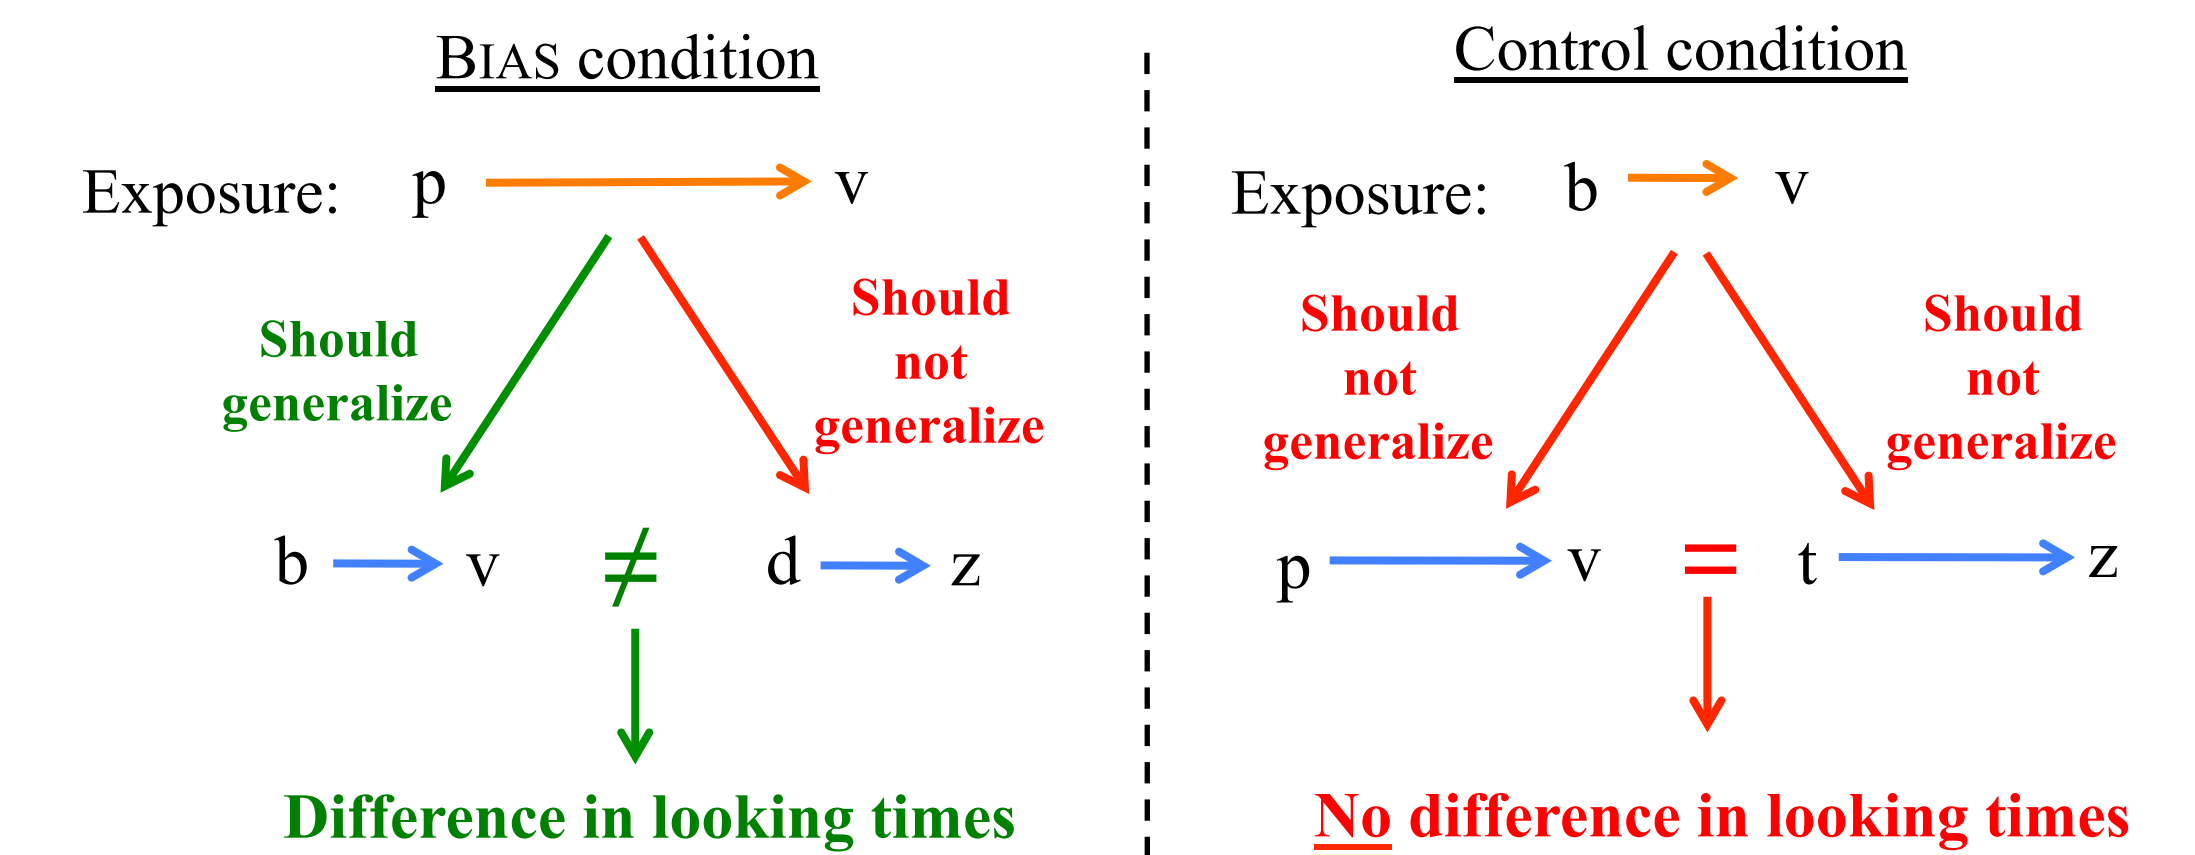 BIAS condition
Exposure: p v
Should
generalize
Should
not
generalize
b v ≠ d z
Difference in looking times
Control condition
Exposure: b v
Should
not
generalize
Should
not
generalize
p v = t z
No difference in looking times